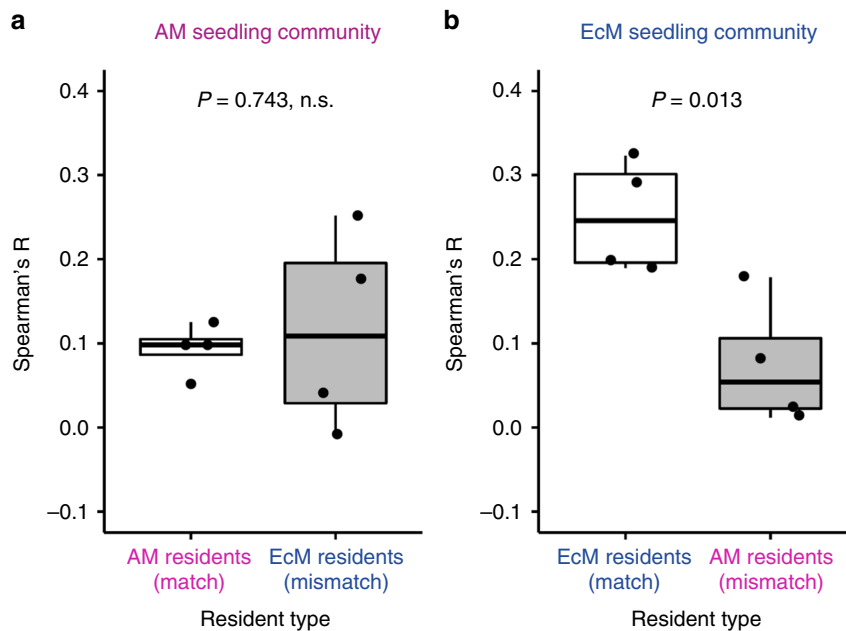 a
AM seedling community
P = 0.743, n.s.
0.4
0.3
0.2
0.1
0.0
–0.1
Spearman's R
AM residents
(match)
EcM residents
(mismatch)
Resident type
b
EcM seedling community
P = 0.013
0.4
0.3
0.2
0.1
0.0
–0.1
Spearman's R
EcM residents
(match)
AM residents
(mismatch)
Resident type